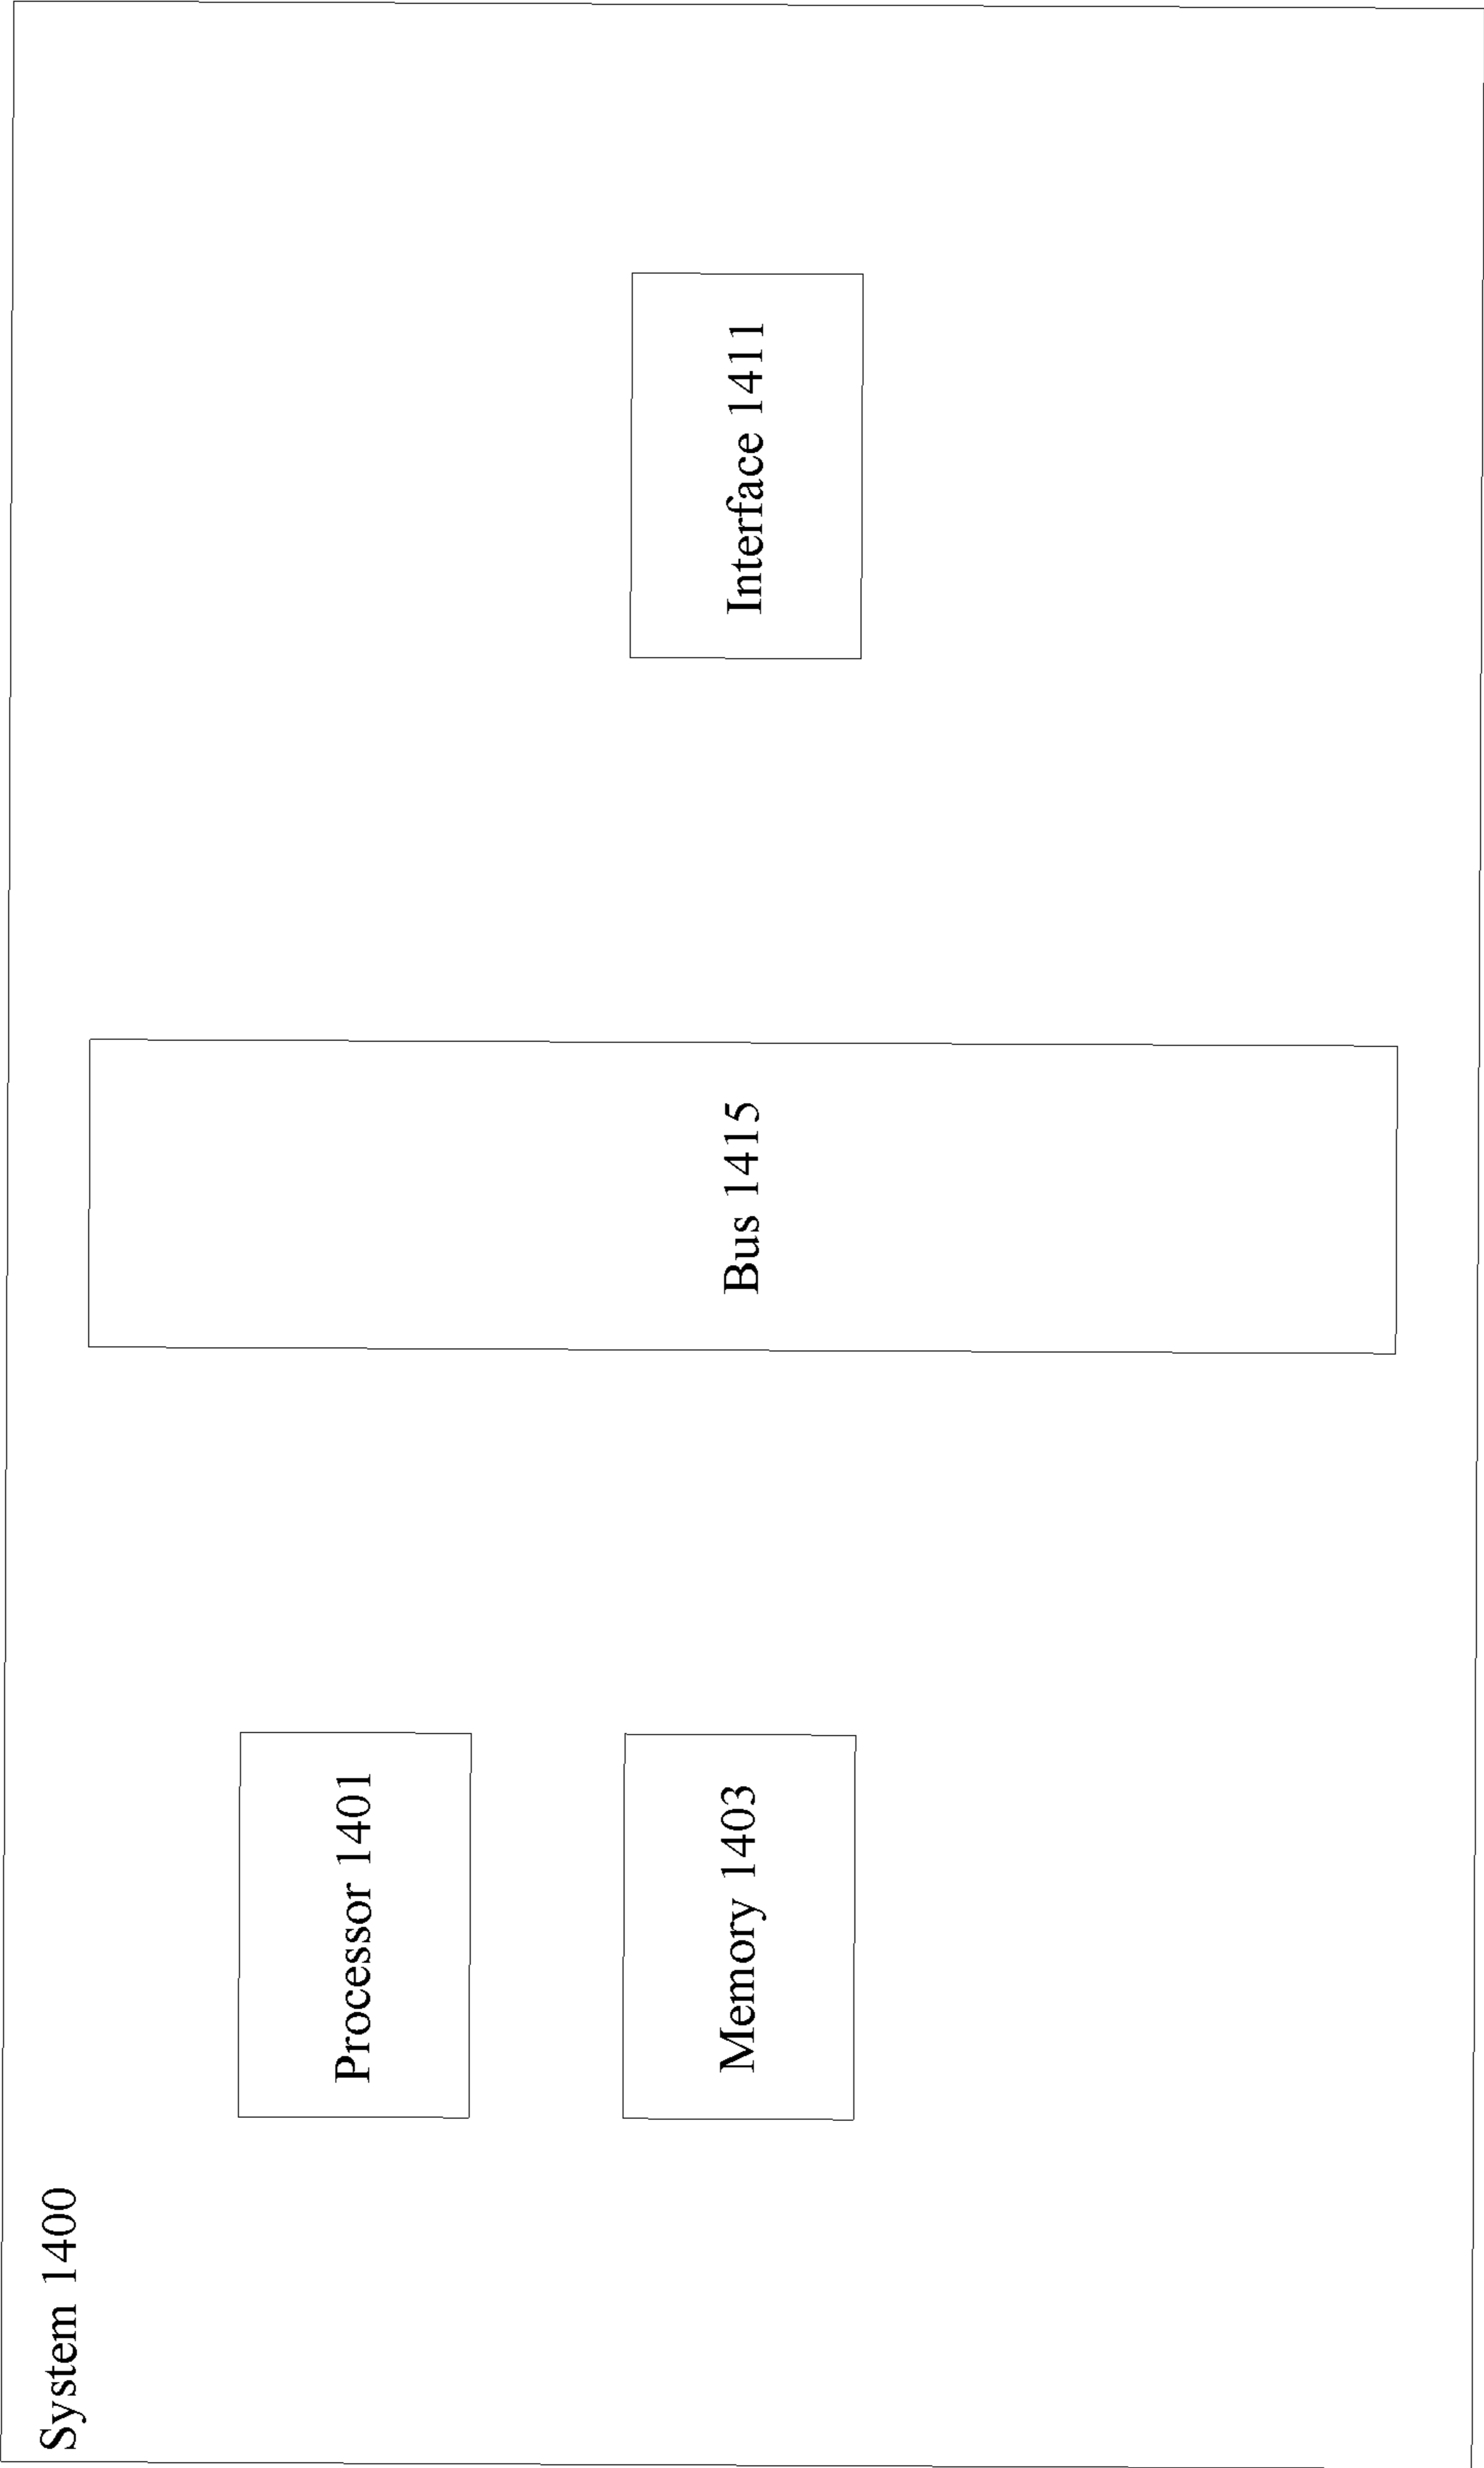 System 1400
Processor 1401
Memory 1403
Bus 1415
Interface 1411